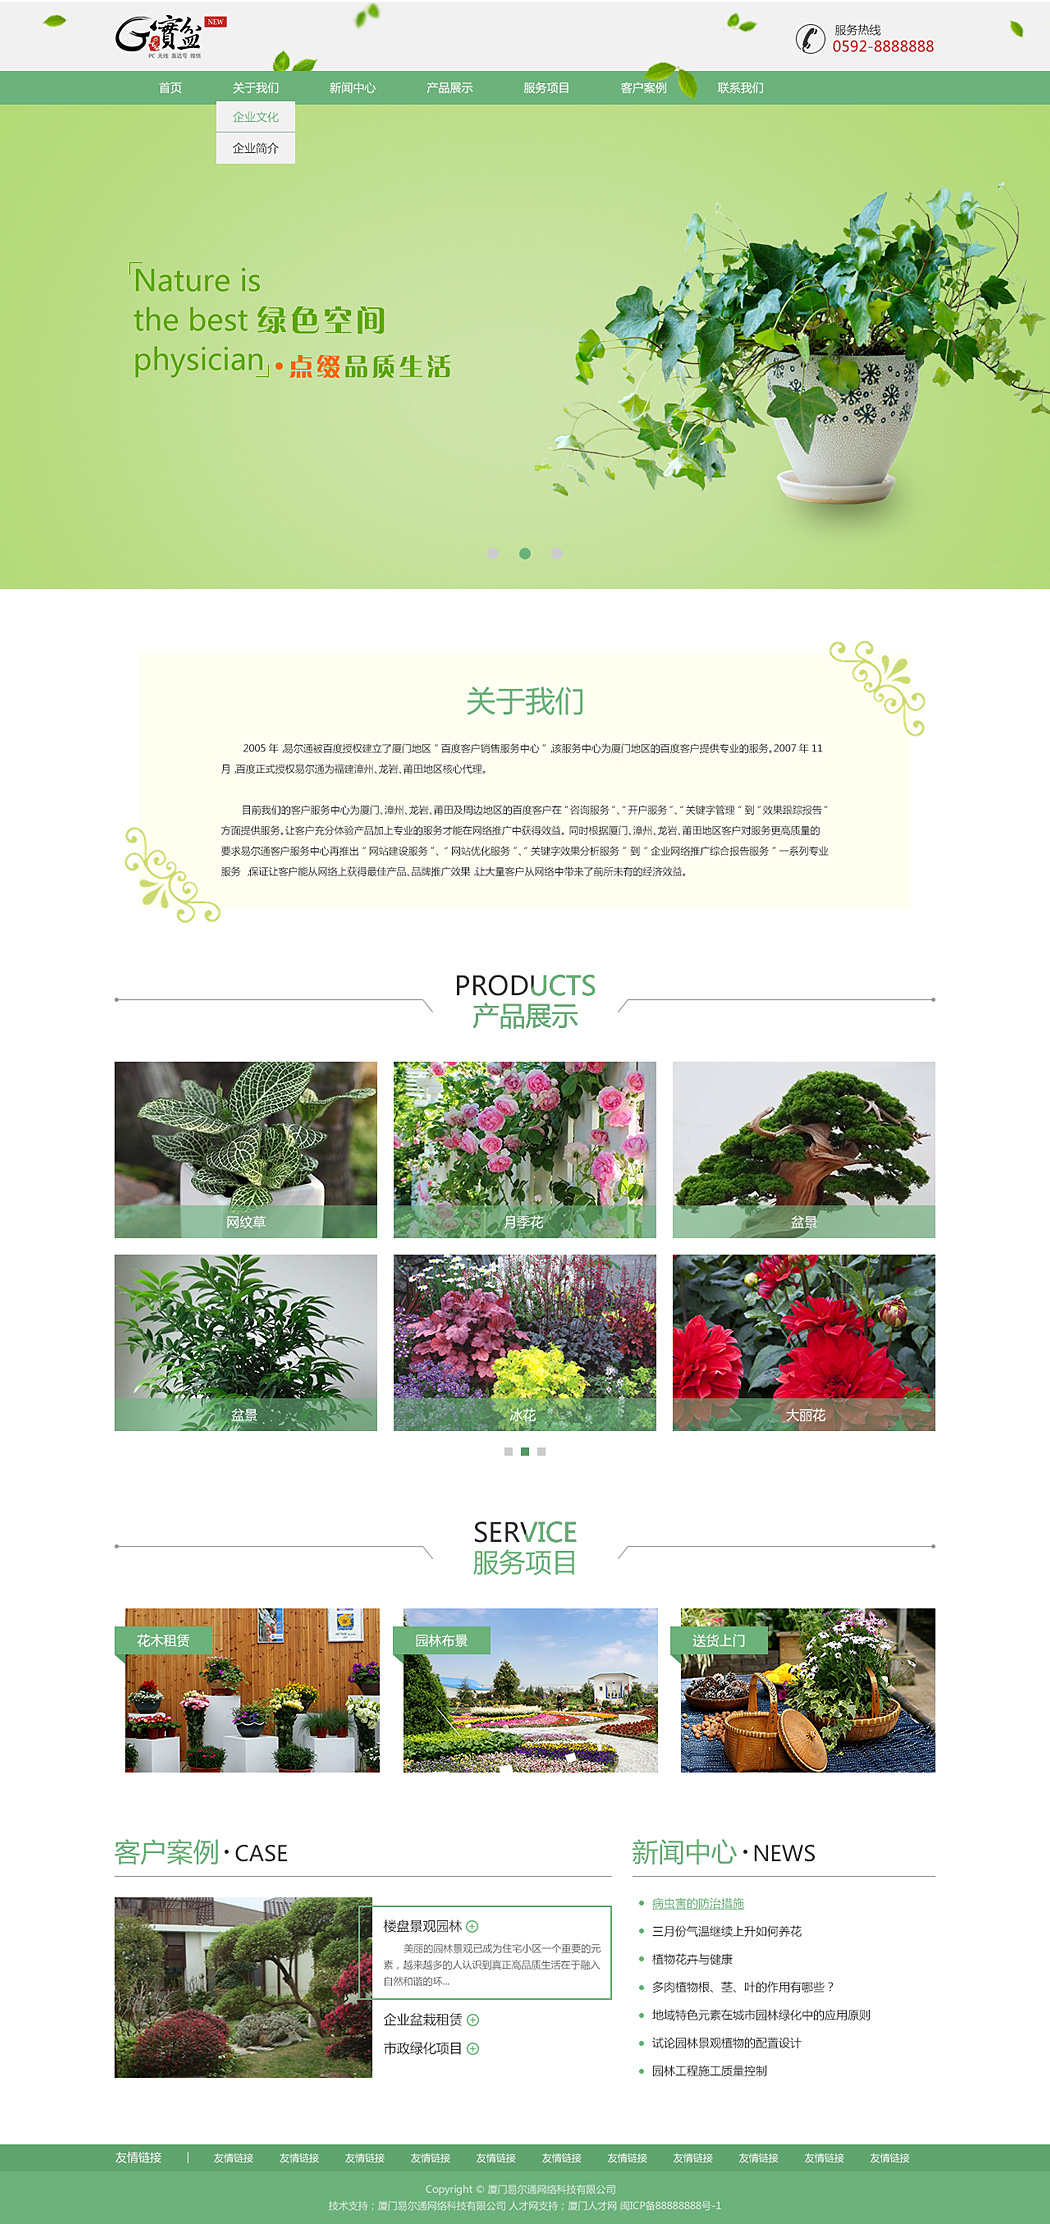 G實盆 NEW
PC 无线 直达号 微信
服务热线
0592-8888888
首页 关于我们 新闻中心 产品展示 服务项目 客户案例 联系我们
企业文化
企业简介
「Nature is
the best 绿色空间
physician」·点缀品质生活
关于我们
2005 年 ,易尔通被百度授权建立了厦门地区 “ 百度客户销售服务中心 ” ,该服务中心为厦门地区的百度客户提供专业的服务。2007 年 11
月 ,百度正式授权易尔通为福建漳州、龙岩、莆田地区核心代理。
目前我们的客户服务中心为厦门、漳州、龙岩、莆田及周边地区的百度客户在 “ 咨询服务 ”、“ 开户服务 ”、“ 关键字管理 ” 到 “ 效果跟踪报告 ”
方面提供服务。让客户充分体验产品加上专业的服务才能在网络推广中获得效益。同时根据厦门、漳州、龙岩、莆田地区客户对服务更高质量的
要求易尔通客户服务中心再推出 “ 网站建设服务 ”、“ 网站优化服务 ”、“ 关键字效果分析服务 ” 到 “ 企业网络推广综合报告服务 ” 一系列专业
服务 ,保证让客户能从网络上获得最佳产品、品牌推广效果 ,让大量客户从网络中带来了前所未有的经济效益。
PRODUCTS
产品展示
网纹草 月季花 盆景
盆景 冰花 大丽花
SERVICE
服务项目
花木租赁 园林布景 送货上门
客户案例·CASE
楼盘景观园林
美丽的园林景观已成为住宅小区一个重要的元
素，越来越多的人认识到真正高品质生活在于融入
自然和谐的环...
企业盆栽租赁
市政绿化项目
新闻中心·NEWS
病虫害的防治措施
三月份气温继续上升如何养花
植物花卉与健康
多肉植物根、茎、叶的作用有哪些？
地域特色元素在城市园林绿化中的应用原则
试论园林景观植物的配置设计
园林工程施工质量控制
友情链接 | 友情链接 友情链接 友情链接 友情链接 友情链接 友情链接 友情链接 友情链接 友情链接 友情链接 友情链接
Copyright © 厦门易尔通网络科技有限公司
技术支持；厦门易尔通网络科技有限公司 人才网支持；厦门人才网 闽ICP备88888888号-1